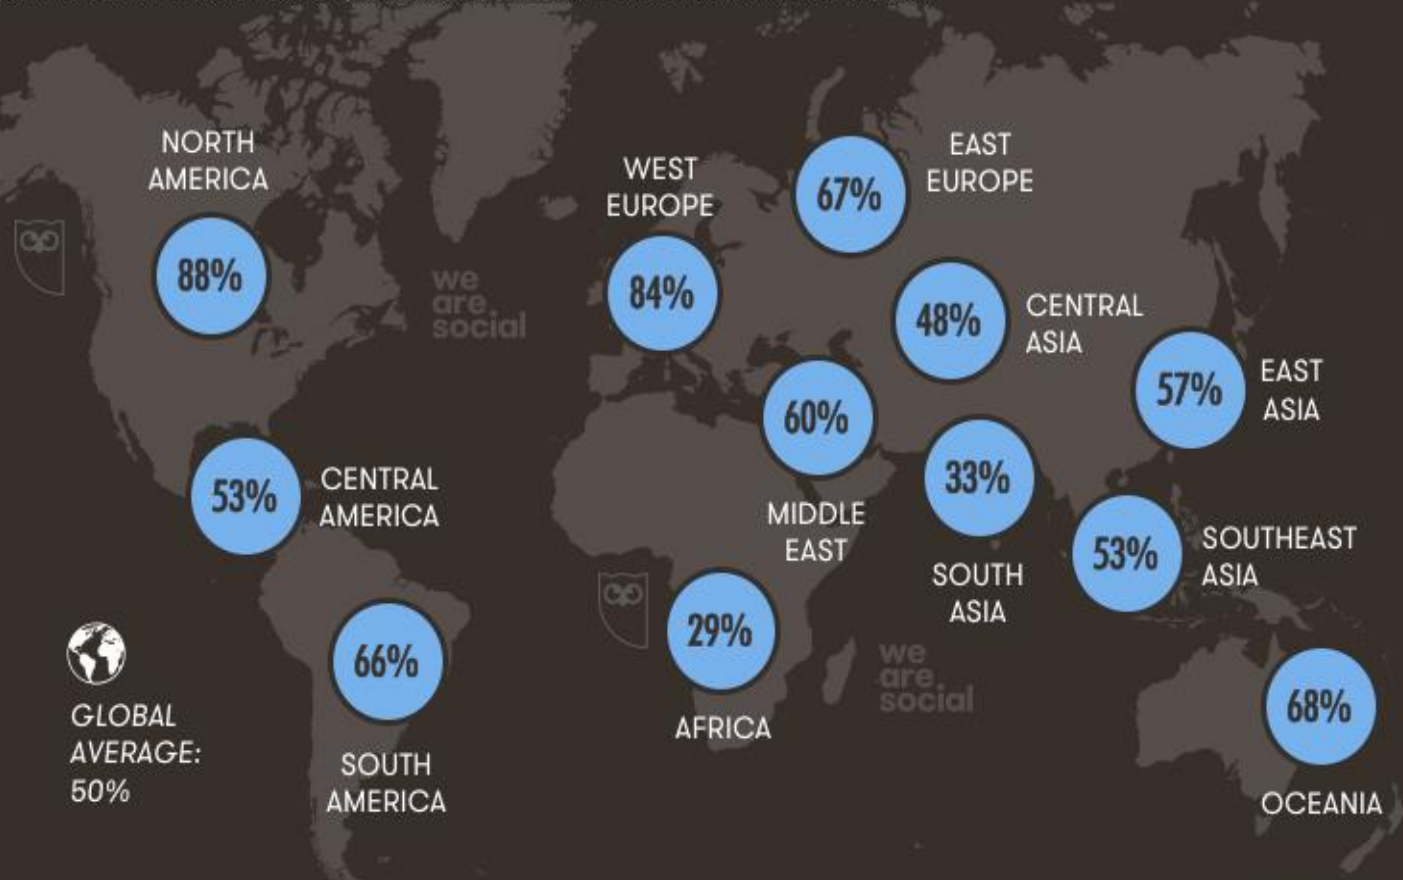 NORTH
AMERICA
88%
WEST
EUROPE
84%
67%
EAST
EUROPE
48%
CENTRAL
ASIA
57%
EAST
ASIA
we
are.
social
53%
CENTRAL
AMERICA
60%
MIDDLE
EAST
33%
SOUTH
ASIA
53%
SOUTHEAST
ASIA
66%
SOUTH
AMERICA
29%
AFRICA
we
are.
social
68%
OCEANIA
GLOBAL
AVERAGE:
50%